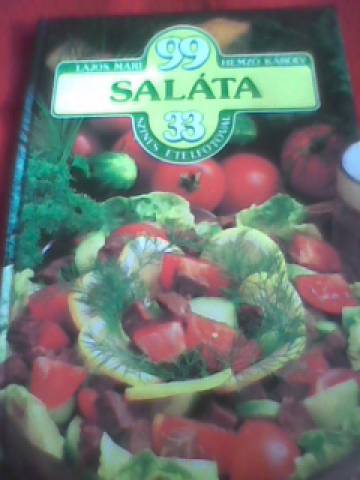 99
LAJOS MARI HEMZŐ KÁROLY
SALÁTA
33
SZÍNES ÉTELFOTÓVAL